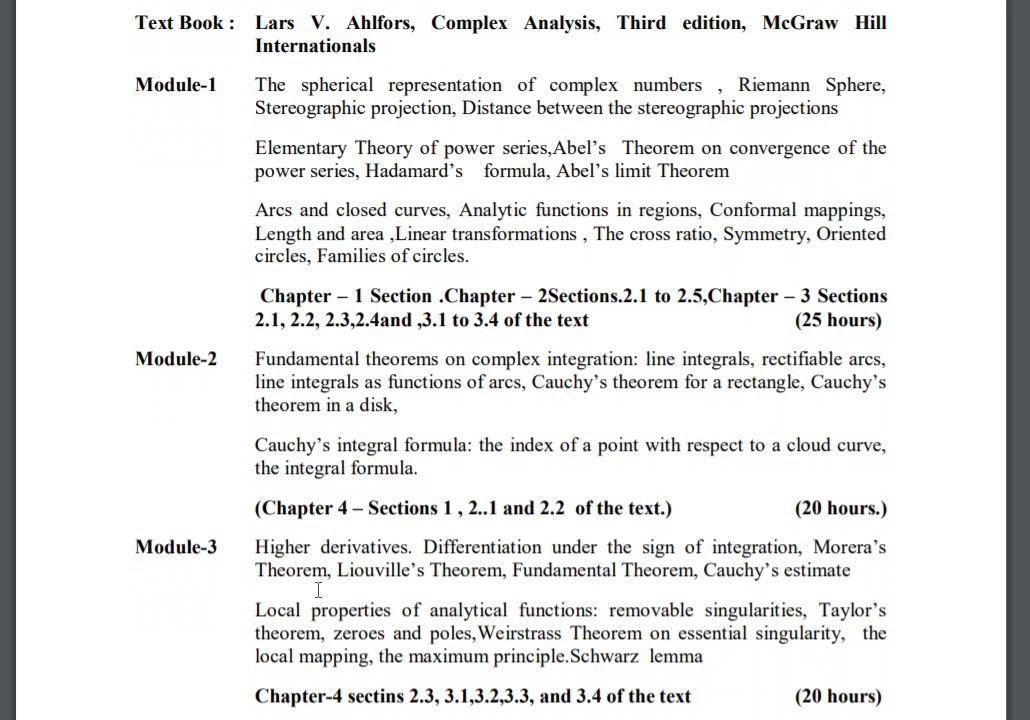 Text Book : Lars V. Ahlfors, Complex Analysis, Third edition, McGraw Hill
Internationals
Module-1 The spherical representation of complex numbers , Riemann Sphere,
Stereographic projection, Distance between the stereographic projections
Elementary Theory of power series,Abel's Theorem on convergence of the
power series, Hadamard's formula, Abel's limit Theorem
Arcs and closed curves, Analytic functions in regions, Conformal mappings,
Length and area ,Linear transformations , The cross ratio, Symmetry, Oriented
circles, Families of circles.
Chapter – 1 Section .Chapter – 2Sections.2.1 to 2.5,Chapter – 3 Sections
2.1, 2.2, 2.3,2.4and ,3.1 to 3.4 of the text (25 hours)
Module-2 Fundamental theorems on complex integration: line integrals, rectifiable arcs,
line integrals as functions of arcs, Cauchy's theorem for a rectangle, Cauchy's
theorem in a disk,
Cauchy's integral formula: the index of a point with respect to a cloud curve,
the integral formula.
(Chapter 4 – Sections 1 , 2..1 and 2.2 of the text.) (20 hours.)
Module-3 Higher derivatives. Differentiation under the sign of integration, Morera's
Theorem, Liouville's Theorem, Fundamental Theorem, Cauchy's estimate
Local properties of analytical functions: removable singularities, Taylor's
theorem, zeroes and poles,Weirstrass Theorem on essential singularity, the
local mapping, the maximum principle.Schwarz lemma
Chapter-4 sectins 2.3, 3.1,3.2,3.3, and 3.4 of the text (20 hours)